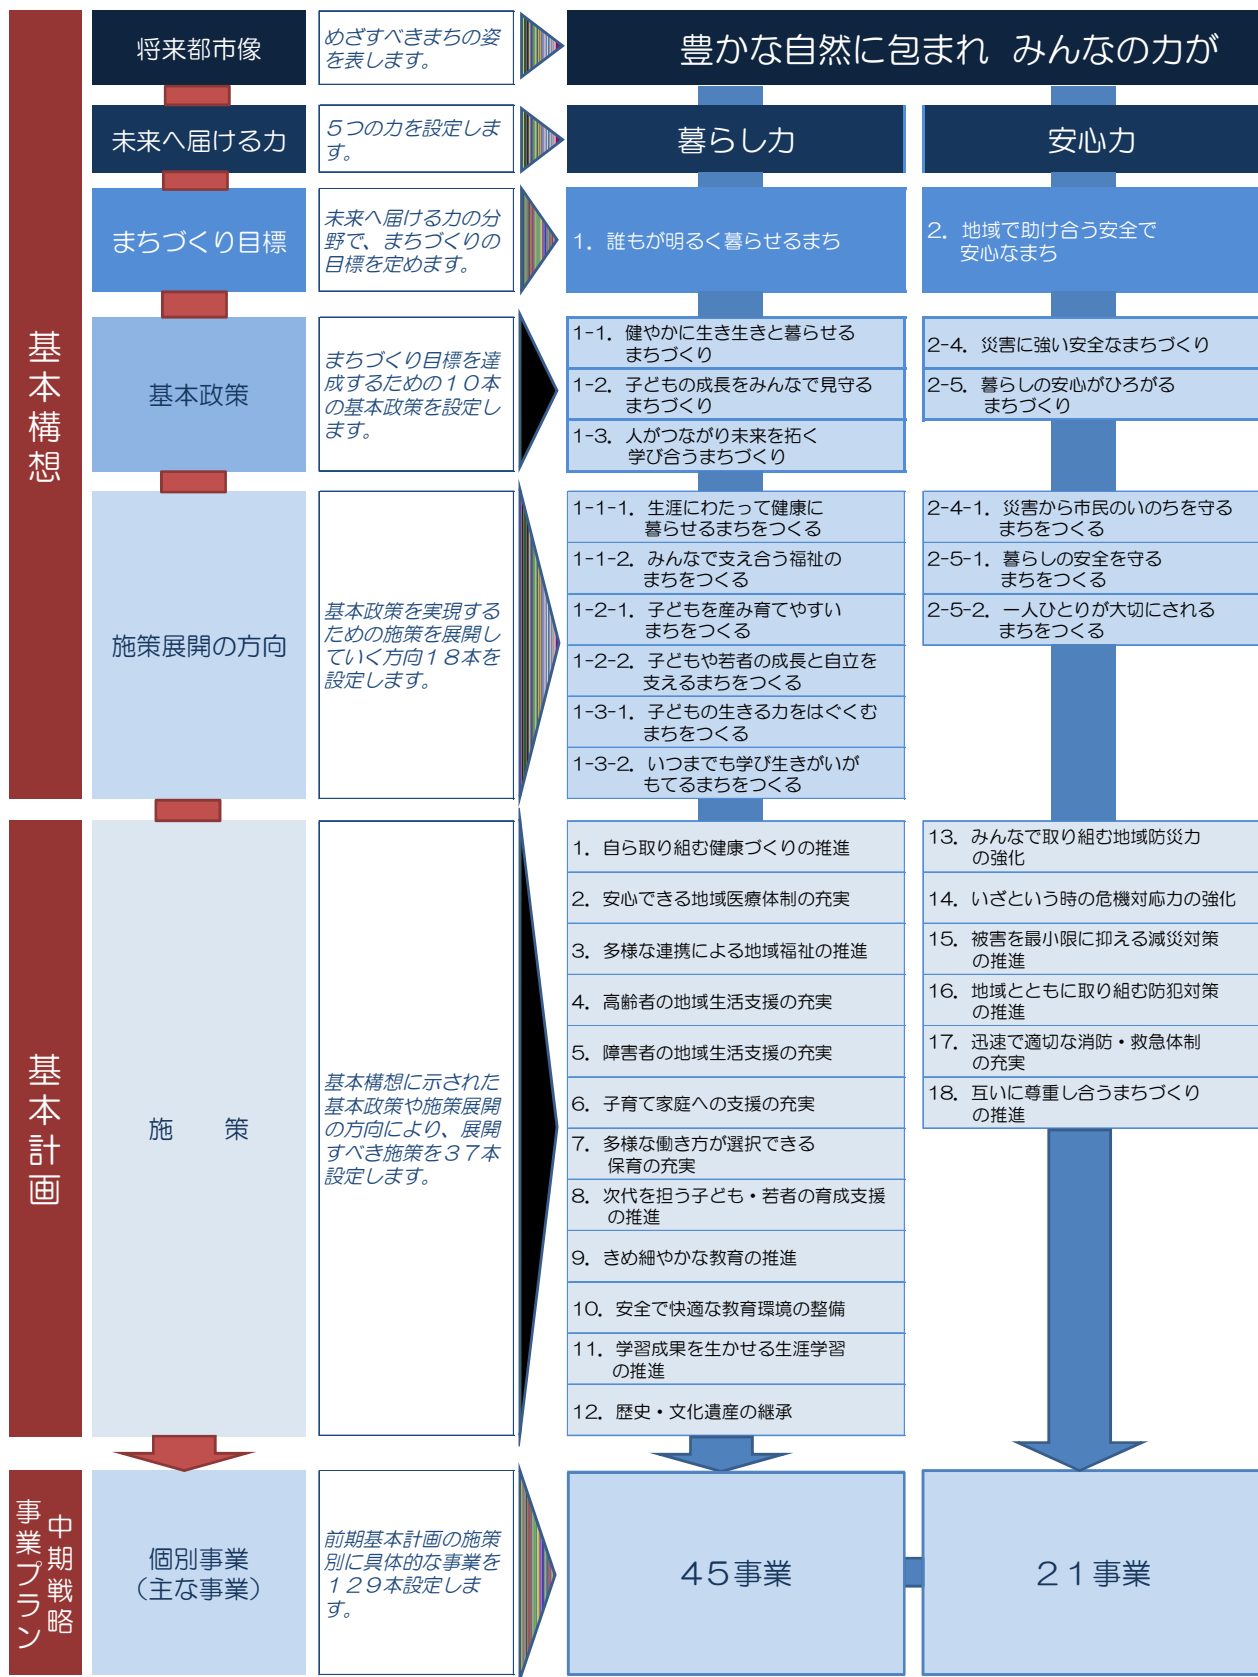 将来都市像
めざすべきまちの姿
を表します。
豊かな自然に包まれ みんなの力が
未来へ届ける力
５つの力を設定しま
す。
暮らし力
安心力
まちづくり目標
未来へ届ける力の分
野で、まちづくりの
目標を定めます。
1. 誰もが明るく暮らせるまち
2. 地域で助け合う安全で
安心なまち
基本構想
基本政策
まちづくり目標を達
成するための１０本
の基本政策を設定し
ます。
1-1. 健やかに生き生きと暮らせる
まちづくり
1-2. 子どもの成長をみんなで見守る
まちづくり
1-3. 人がつながり未来を拓く
学び合うまちづくり
2-4. 災害に強い安全なまちづくり
2-5. 暮らしの安心がひろがる
まちづくり
施策展開の方向
基本政策を実現する
ための施策を展開し
ていく方向１８本を
設定します。
1-1-1. 生涯にわたって健康に
暮らせるまちをつくる
1-1-2. みんなで支え合う福祉の
まちをつくる
1-2-1. 子どもを産み育てやすい
まちをつくる
1-2-2. 子どもや若者の成長と自立を
支えるまちをつくる
1-3-1. 子どもの生きる力をはぐくむ
まちをつくる
1-3-2. いつまでも学び生きがいが
もてるまちをつくる
2-4-1. 災害から市民のいのちを守る
まちをつくる
2-5-1. 暮らしの安全を守る
まちをつくる
2-5-2. 一人ひとりが大切にされる
まちをつくる
基本計画
施　策
基本構想に示された
基本政策や施策展開
の方向により、展開
すべき施策を３７本
設定します。
1. 自ら取り組む健康づくりの推進
2. 安心できる地域医療体制の充実
3. 多様な連携による地域福祉の推進
4. 高齢者の地域生活支援の充実
5. 障害者の地域生活支援の充実
6. 子育て家庭への支援の充実
7. 多様な働き方が選択できる
保育の充実
8. 次代を担う子ども・若者の育成支援
の推進
9. きめ細やかな教育の推進
10. 安全で快適な教育環境の整備
11. 学習成果を生かせる生涯学習
の推進
12. 歴史・文化遺産の継承
13. みんなで取り組む地域防災力
の強化
14. いざという時の危機対応力の強化
15. 被害を最小限に抑える減災対策
の推進
16. 地域とともに取り組む防犯対策
の推進
17. 迅速で適切な消防・救急体制
の充実
18. 互いに尊重し合うまちづくり
の推進
中期戦略
事業プラン
個別事業
（主な事業）
前期基本計画の施策
別に具体的な事業を
１２９本設定しま
す。
４５事業
２１事業